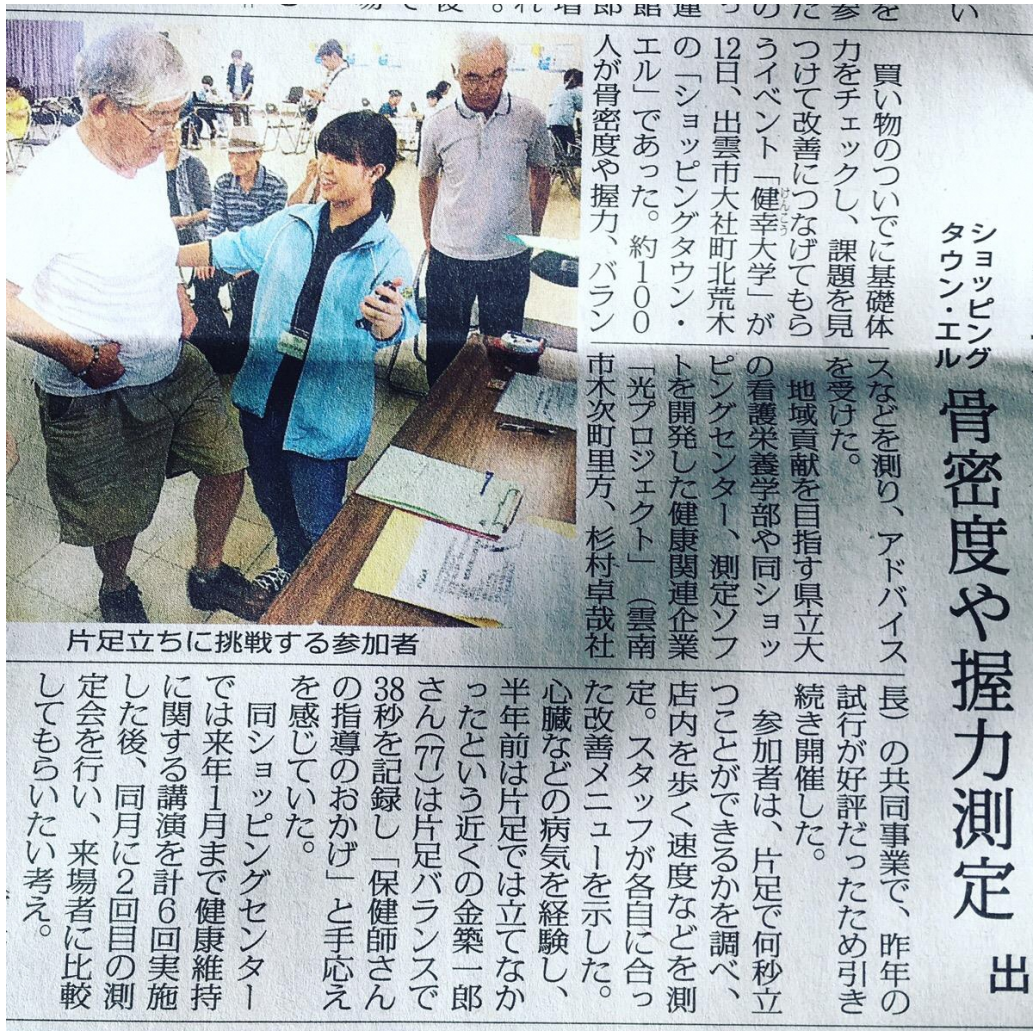 ショッピング
タウン・エル
骨密度や握力測定
出
買い物のついでに基礎体
力をチェックし、課題を見
つけて改善につなげてもら
うイベント「健幸大学」が
けんこう
12日、出雲市大社町北荒木
の「ショッピングタウン・
エル」であった。約100
人が骨密度や握力、バラン
スなどを測り、アドバイス
を受けた。
地域貢献を目指す県立大
の看護栄養学部や同ショッ
ピングセンター、測定ソフ
トを開発した健康関連企業
「光プロジェクト」(雲南
市木次町里方、杉村卓哉社
長)の共同事業で、昨年の
試行が好評だったため引き
続き開催した。
参加者は、片足で何秒立
つことができるかを調べ、
店内を歩く速度などを測
定。スタッフが各自に合っ
た改善メニューを示した。
心臓などの病気を経験し、
半年前は片足では立てなか
ったという近くの金築一郎
さん(77)は片足バランスで
38秒を記録し「保健師さん
の指導のおかげ」と手応え
を感じていた。
同ショッピングセンター
では来年1月まで健康維持
に関する講演を計6回実施
した後、同月に2回目の測
定会を行い、来場者に比較
してもらいたい考え。
片足立ちに挑戦する参加者